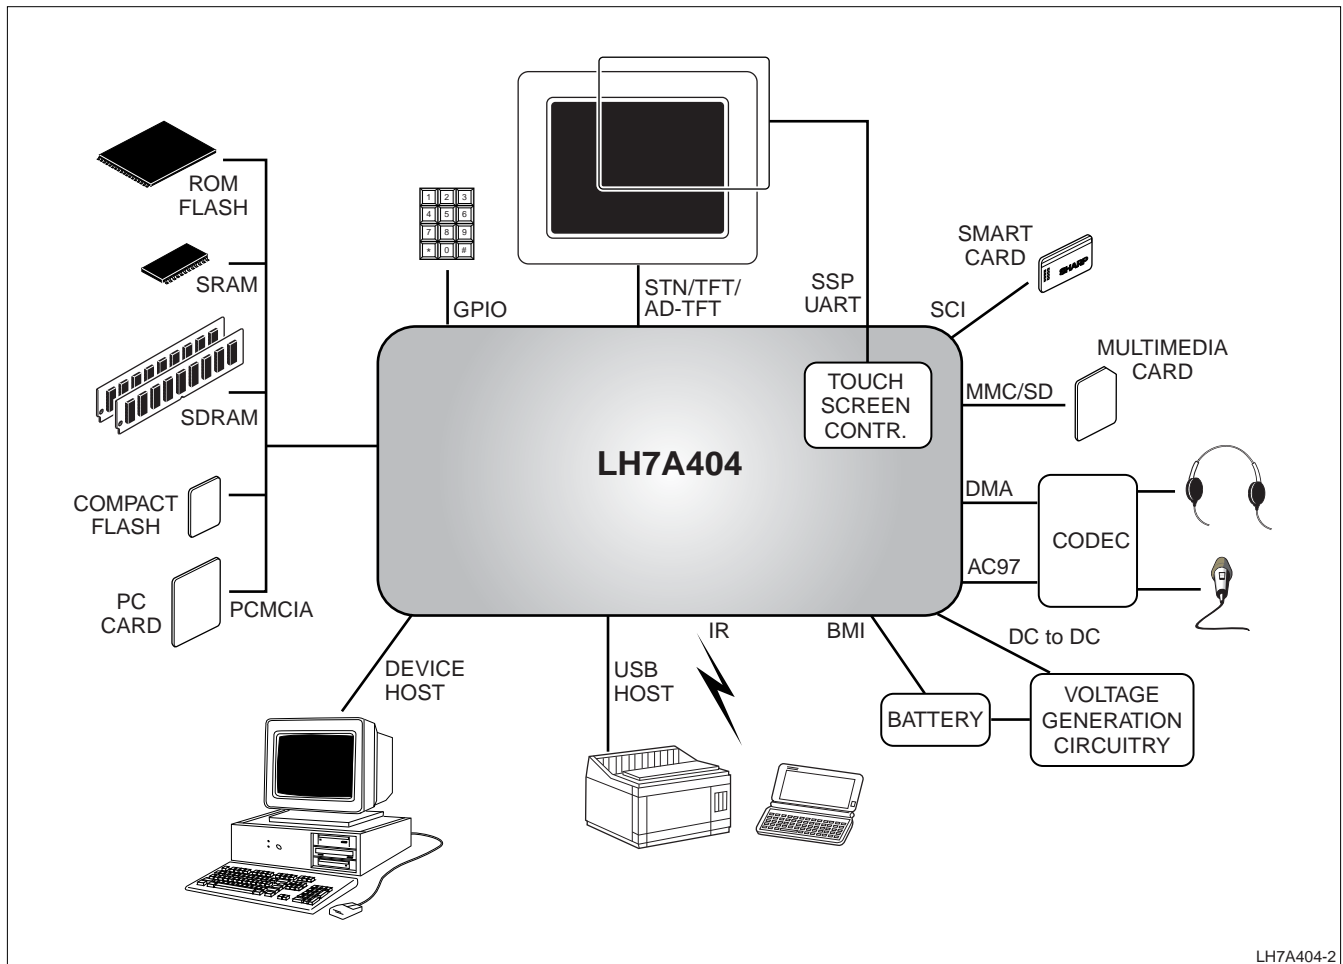 ROM
FLASH
SRAM
SDRAM
COMPACT
FLASH
PC
CARD
PCMCIA
1 2 3
4 5 6
7 8 9
* 0 #
GPIO
STN/TFT/
AD-TFT
SSP
UART
SCI
SMART
CARD
SHARP
TOUCH
SCREEN
CONTR.
MMC/SD
MULTIMEDIA
CARD
LH7A404
DMA
AC97
CODEC
DEVICE
HOST
USB
HOST
IR
BMI
DC to DC
BATTERY
VOLTAGE
GENERATION
CIRCUITRY
LH7A404-2